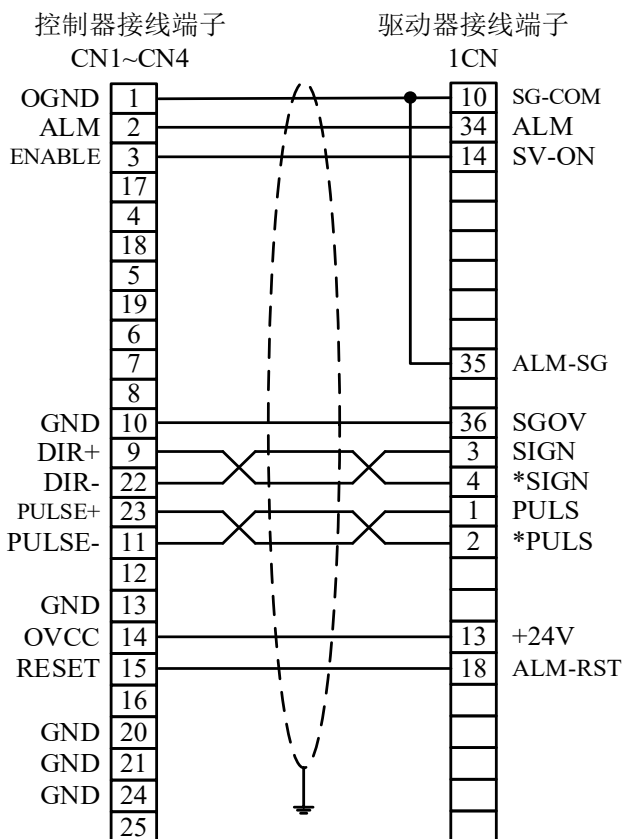 控制器接线端子 驱动器接线端子
CN1~CN4 1CN
OGND 1 10 SG-COM
ALM 2 34 ALM
ENABLE 3 14 SV-ON
17
4
18
5
19
6
7 35 ALM-SG
8
GND 10 36 SGOV
DIR+ 9 3 SIGN
DIR- 22 4 *SIGN
PULSE+ 23 1 PULS
PULSE- 11 2 *PULS
12
GND 13
OVCC 14 13 +24V
RESET 15 18 ALM-RST
16
GND 20
GND 21
GND 24
25